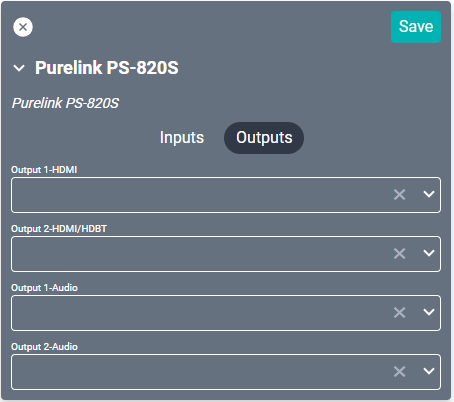 Save
Purelink PS-820S
Purelink PS-820S
Inputs Outputs
Output 1-HDMI
Output 2-HDMI/HDBT
Output 1-Audio
Output 2-Audio